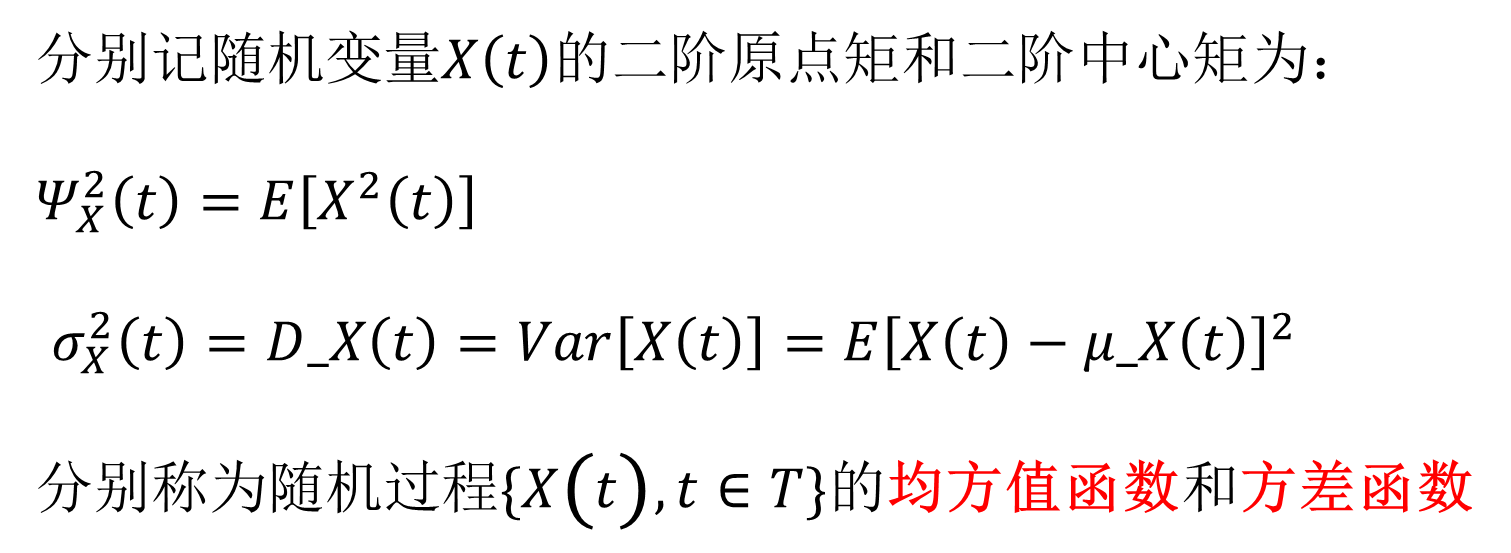 分别记随机变量X(t)的二阶原点矩和二阶中心矩为：
Ψ_X^2(t) = E[X^2(t)]
σ_X^2(t) = D_X(t) = Var[X(t)] = E[X(t) − μ_X(t)]^2
分别称为随机过程{X(t), t ∈ T}的均方值函数和方差函数